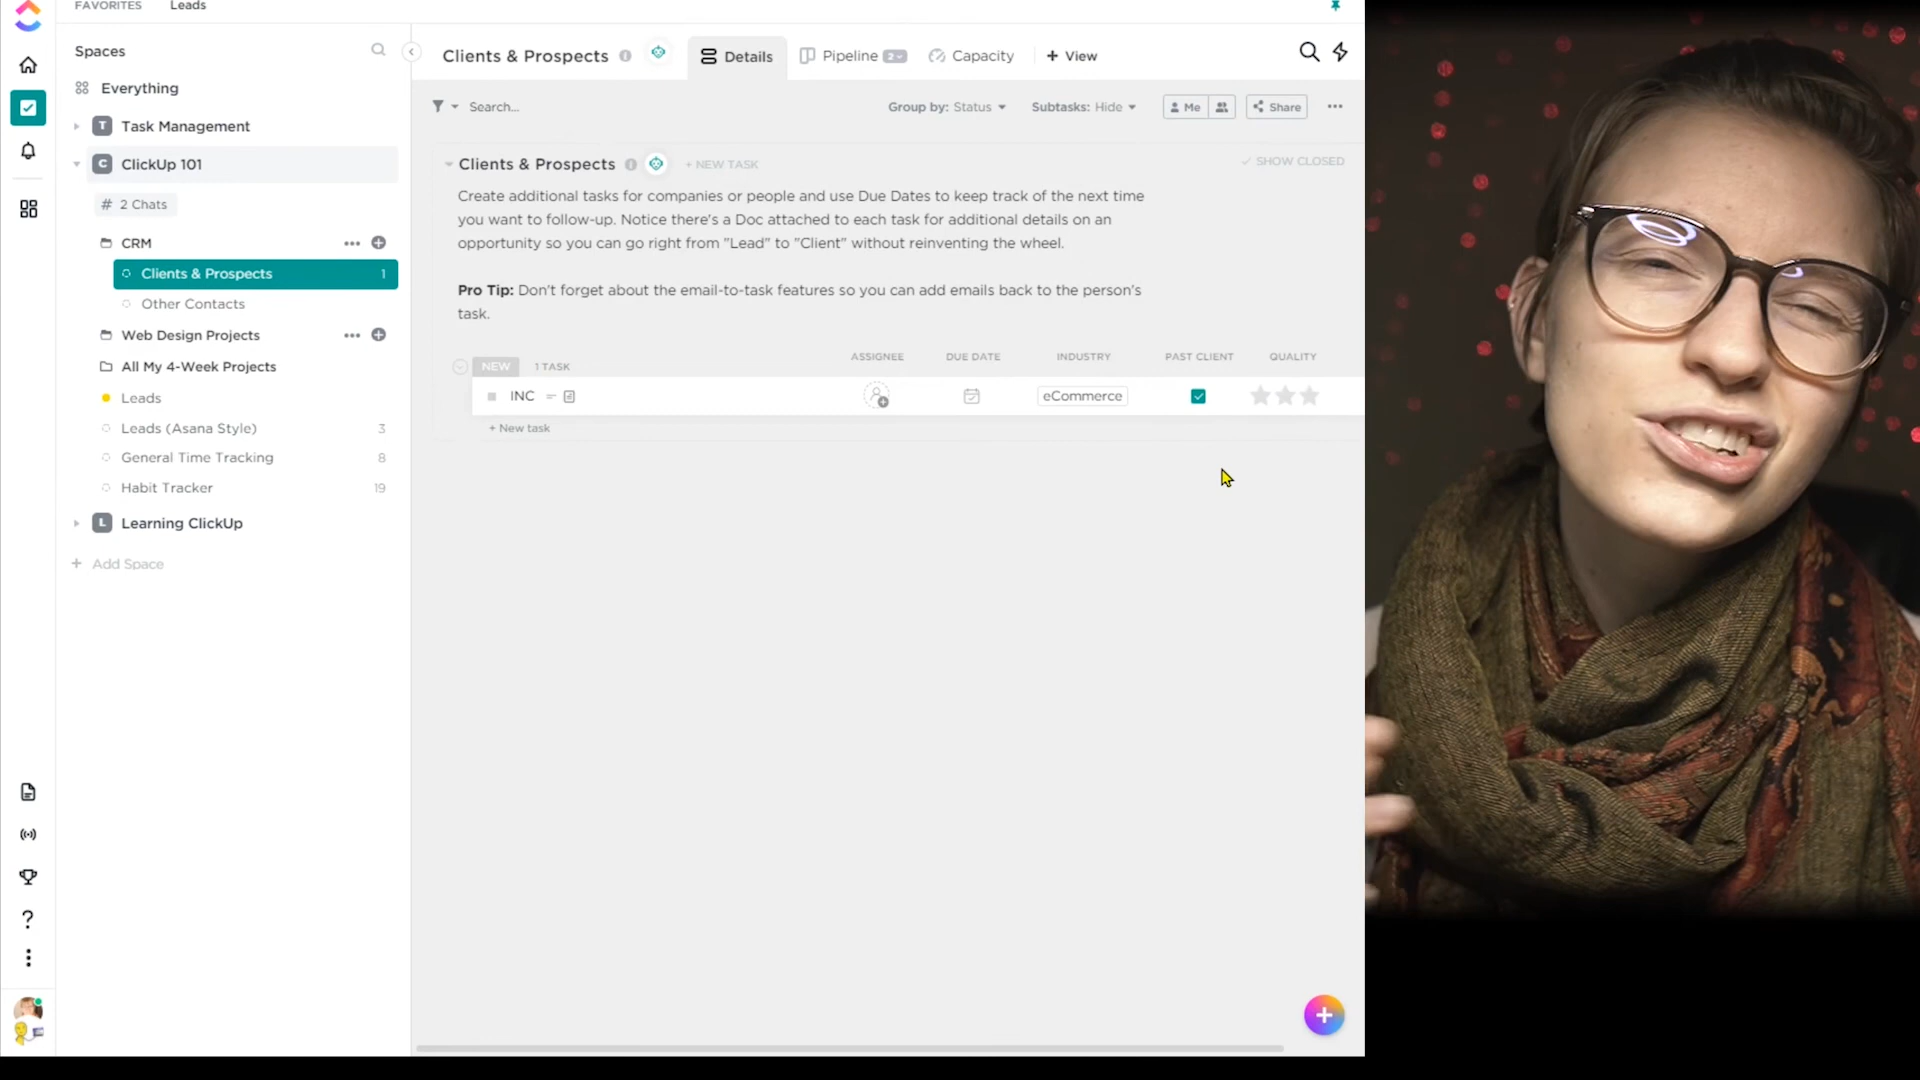 FAVORITES Leads
Spaces
Everything
T Task Management
C ClickUp 101
# 2 Chats
CRM
Clients & Prospects 1
Other Contacts
Web Design Projects
All My 4-Week Projects
Leads
Leads (Asana Style) 3
General Time Tracking 8
Habit Tracker 19
L Learning ClickUp
+ Add Space
Clients & Prospects Details Pipeline 2 Capacity + View
Search... Group by: Status Subtasks: Hide Me Share
Clients & Prospects + NEW TASK SHOW CLOSED
Create additional tasks for companies or people and use Due Dates to keep track of the next time
you want to follow-up. Notice there's a Doc attached to each task for additional details on an
opportunity so you can go right from "Lead" to "Client" without reinventing the wheel.
Pro Tip: Don't forget about the email-to-task features so you can add emails back to the person's
task.
NEW 1 TASK ASSIGNEE DUE DATE INDUSTRY PAST CLIENT QUALITY
INC eCommerce
+ New task